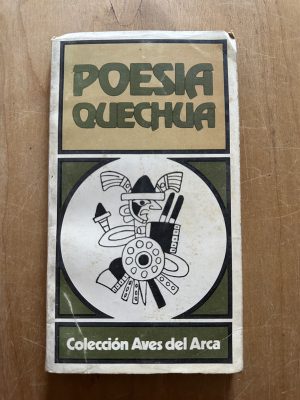 POESIA
QUECHUA
Colección Aves del Arca